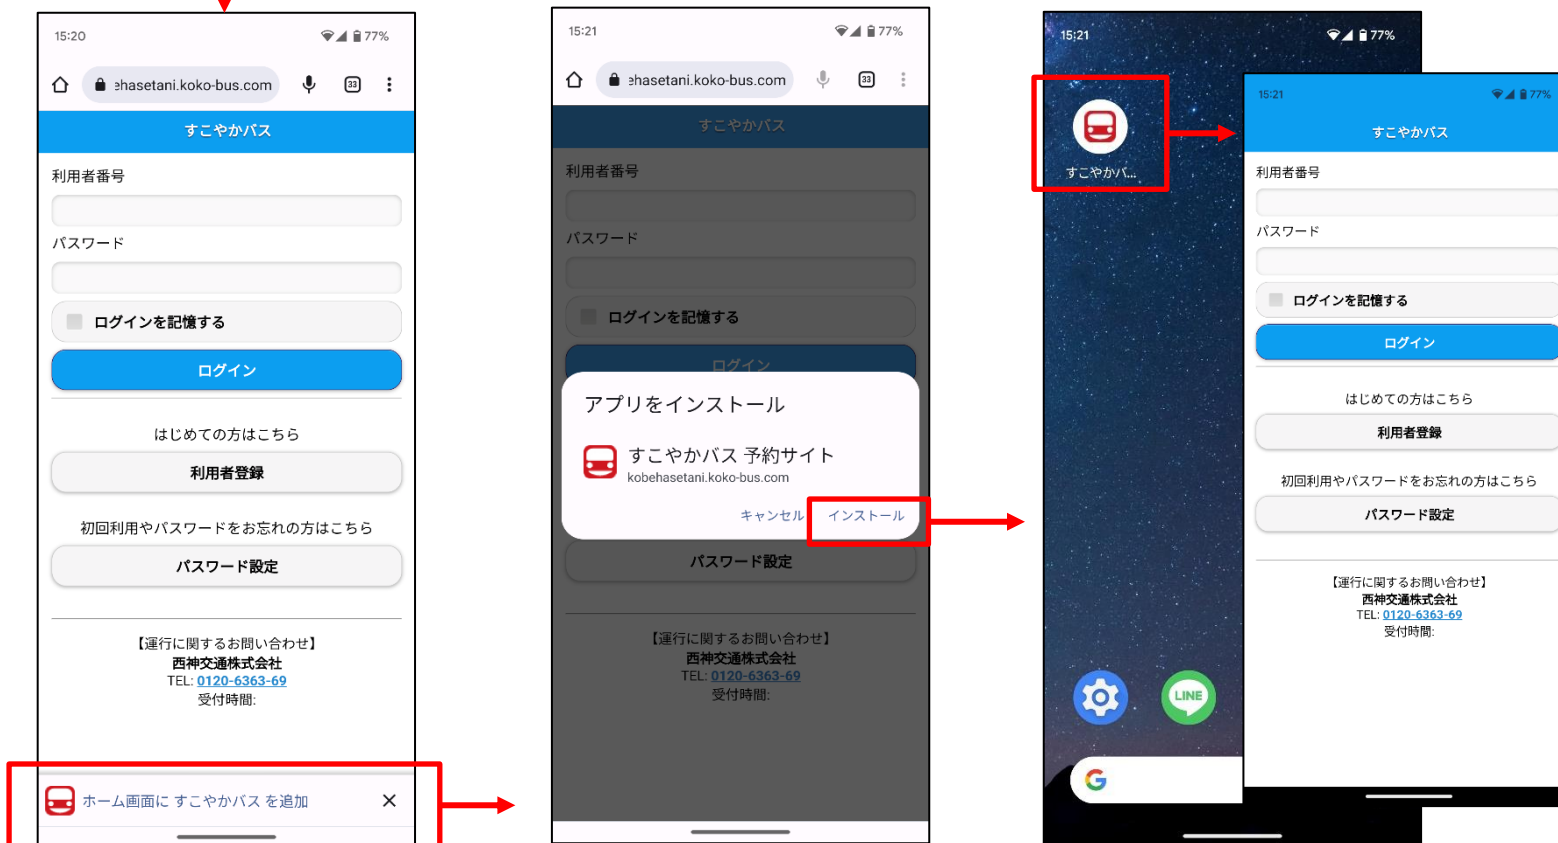 15:20
77%
ehasetani.koko-bus.com
33
すこやかバス
利用者番号
パスワード
ログインを記憶する
ログイン
はじめての方はこちら
利用者登録
初回利用やパスワードをお忘れの方はこちら
パスワード設定
【運行に関するお問い合わせ】
西神交通株式会社
TEL: 0120-6363-69
受付時間:
ホーム画面に すこやかバス を追加
15:21
77%
ehasetani.koko-bus.com
33
すこやかバス
利用者番号
パスワード
ログインを記憶する
ログイン
アプリをインストール
すこやかバス 予約サイト
kobehasetani.koko-bus.com
キャンセル インストール
パスワード設定
【運行に関するお問い合わせ】
西神交通株式会社
TEL: 0120-6363-69
受付時間:
15:21
77%
すこやかバ...
LINE
G
15:21
77%
すこやかバス
利用者番号
パスワード
ログインを記憶する
ログイン
はじめての方はこちら
利用者登録
初回利用やパスワードをお忘れの方はこちら
パスワード設定
【運行に関するお問い合わせ】
西神交通株式会社
TEL: 0120-6363-69
受付時間: